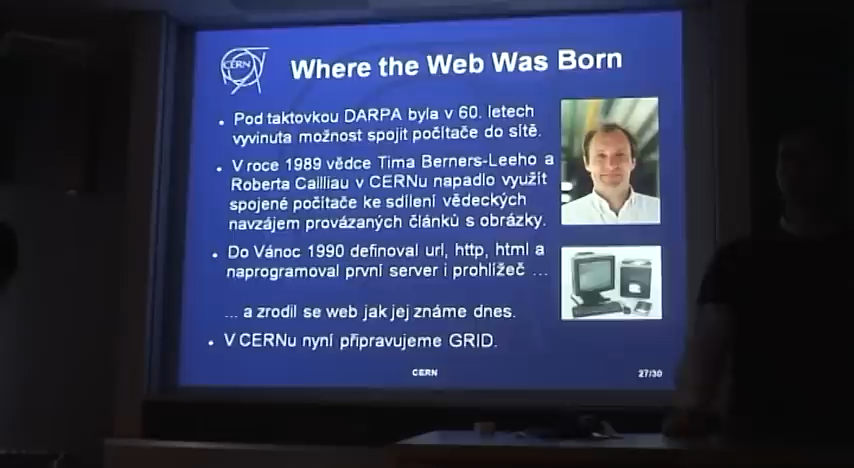 CERN
Where the Web Was Born
• Pod taktovkou DARPA byla v 60. letech
vyvinuta možnost spojit počítače do sítě.
• V roce 1989 vědce Tima Berners-Leeho a
Roberta Cailliau v CERNu napadlo využít
spojené počítače ke sdílení vědeckých
navzájem provázaných článků s obrázky.
• Do Vánoc 1990 definoval url, http, html a
naprogramoval první server i prohlížeč ...
... a zrodil se web jak jej známe dnes.
• V CERNu nyní připravujeme GRID.
CERN
27/30